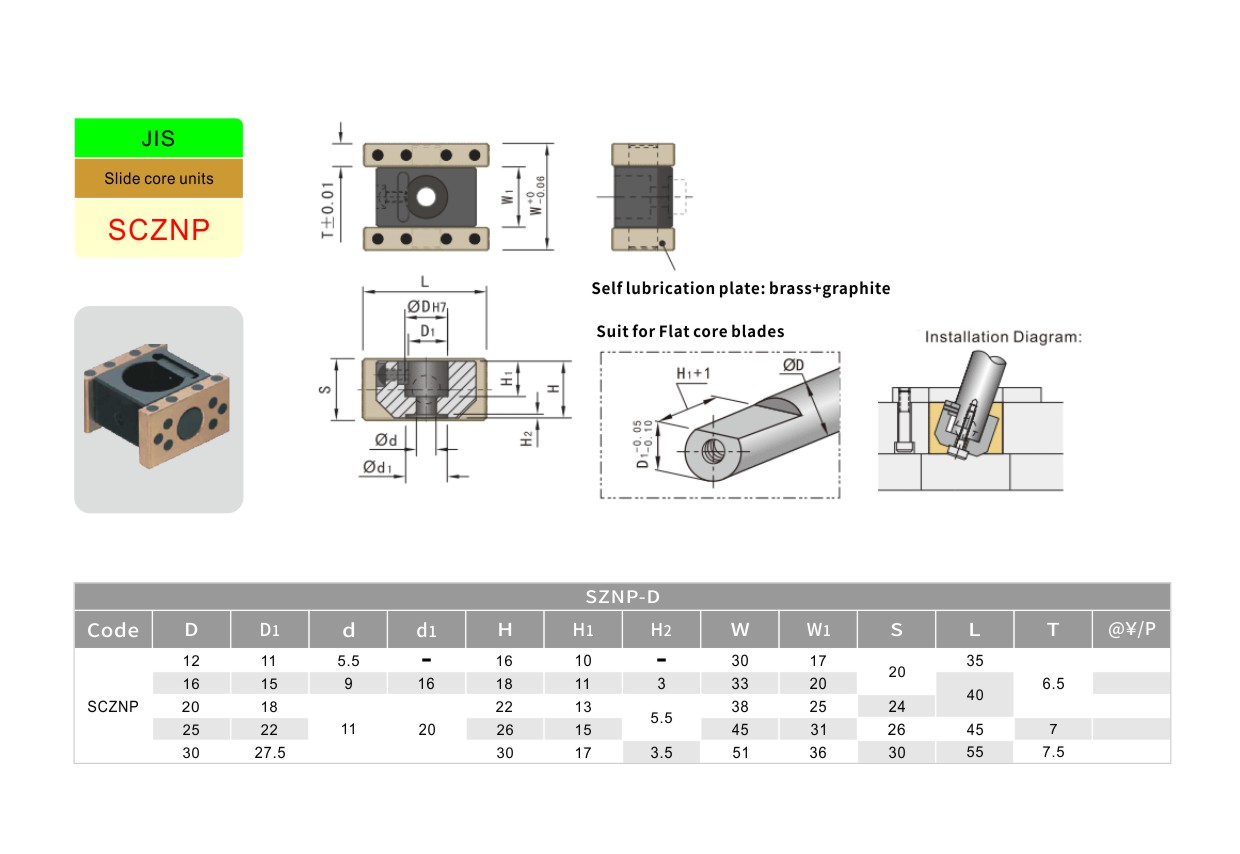 JIS
Slide core units
SCZNP
T±0.01
W1
W +0 -0.06
Self lubrication plate: brass+graphite
L
ØDH7
D1
S
H1
H
H2
Ød
Ød1
Suit for Flat core blades
H1+1
ØD
D1 -0.05 -0.10
Installation Diagram:
SZNP-D
Code D D1 d d1 H H1 H2 W W1 S L T @¥/P
12 11 5.5 - 16 10 - 30 17 20 35
16 15 9 16 18 11 3 33 20 40 6.5
SCZNP 20 18 22 13 5.5 38 25 24
25 22 11 20 26 15 45 31 26 45 7
30 27.5 30 17 3.5 51 36 30 55 7.5